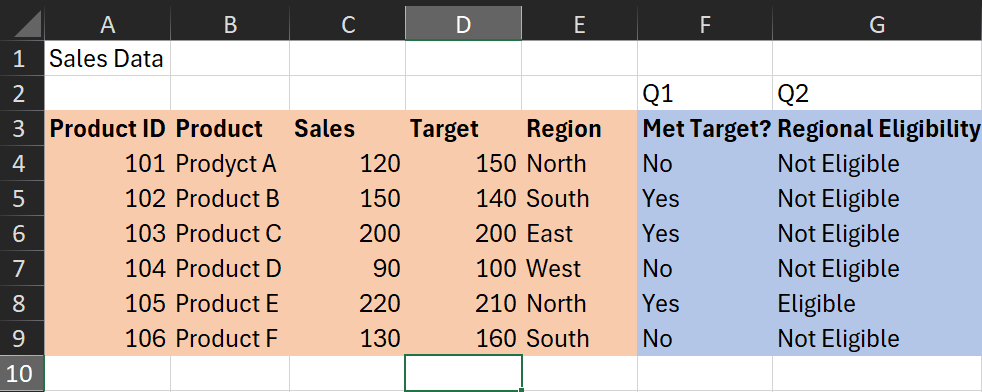 A B C D E F G
1 Sales Data
2 Q1 Q2
3 Product ID Product Sales Target Region Met Target? Regional Eligibility
4 101 Prodyct A 120 150 North No Not Eligible
5 102 Product B 150 140 South Yes Not Eligible
6 103 Product C 200 200 East Yes Not Eligible
7 104 Product D 90 100 West No Not Eligible
8 105 Product E 220 210 North Yes Eligible
9 106 Product F 130 160 South No Not Eligible
10